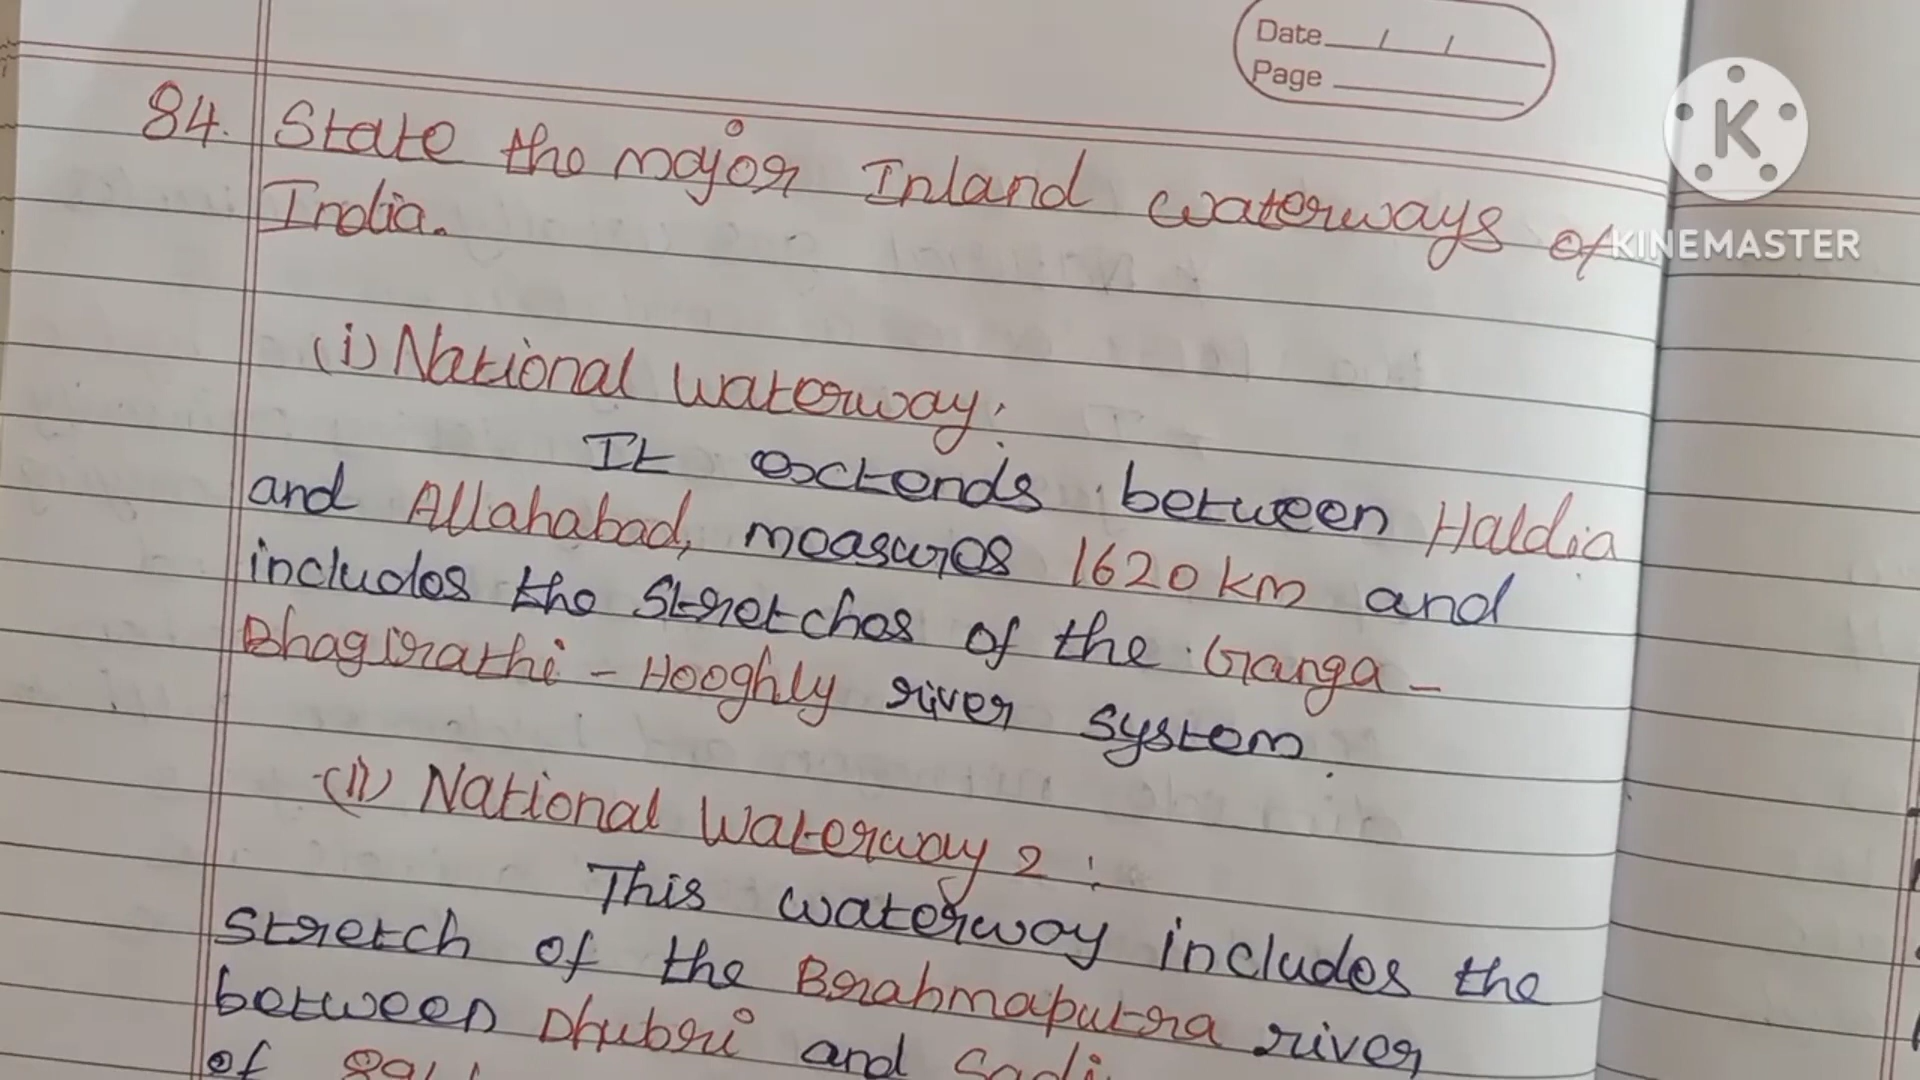 Date / /
Page
84. State the major Inland waterways of
India.
K
KINEMASTER
(i) National waterway:
It extends between Haldia
and Allahabad, measures 1620 km and
includes the stretches of the Ganga -
Bhagirathi - Hooghly river system.
(ii) National Waterway 2 :
This waterway includes the
stretch of the Brahmaputra river
between Dhubri and
of